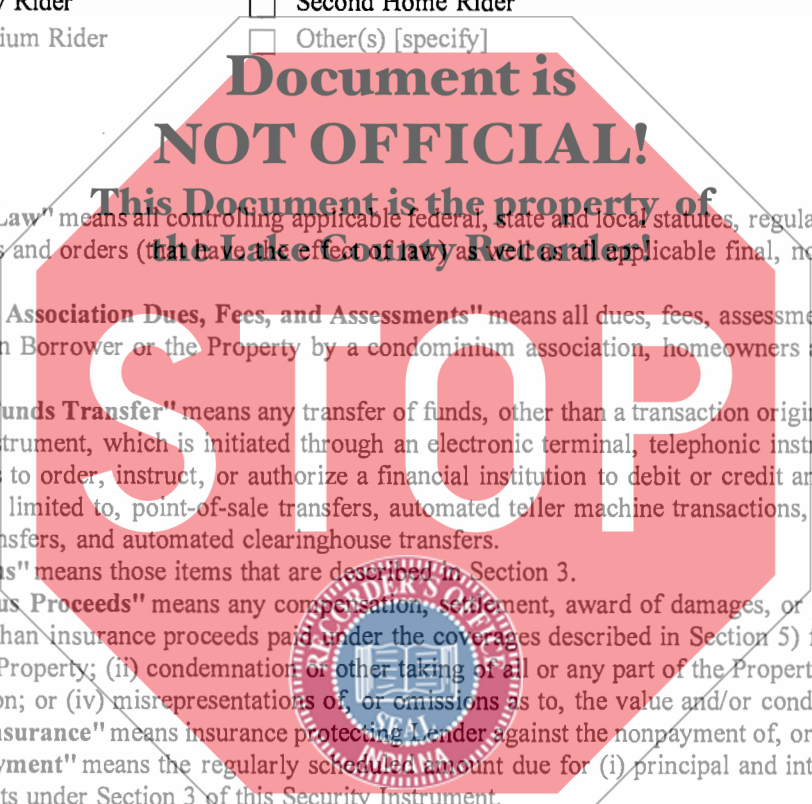 Rider
Second Home Rider
ium Rider
Other(s) [specify]
Document is
NOT OFFICIAL!
This Document is the property of
the Lake County Recorder!
Law" means all controlling applicable federal, state and local statutes, regula
s and orders (that have the effect of law) as well as all applicable final, no
Association Dues, Fees, and Assessments" means all dues, fees, assessme
n Borrower or the Property by a condominium association, homeowners a
unds Transfer" means any transfer of funds, other than a transaction origin
strument, which is initiated through an electronic terminal, telephonic instr
s to order, instruct, or authorize a financial institution to debit or credit an
limited to, point-of-sale transfers, automated teller machine transactions,
nsfers, and automated clearinghouse transfers.
ms" means those items that are described in Section 3.
us Proceeds" means any compensation, settlement, award of damages, or
han insurance proceeds paid under the coverages described in Section 5) f
Property; (ii) condemnation or other taking of all or any part of the Propert
on; or (iv) misrepresentations of, or omissions as to, the value and/or cond
nsurance" means insurance protecting Lender against the nonpayment of, or
yment" means the regularly scheduled amount due for (i) principal and int
ts under Section 3 of this Security Instrument.
STOP
RECORDER'S OFFICE
SEAL
INDIANA